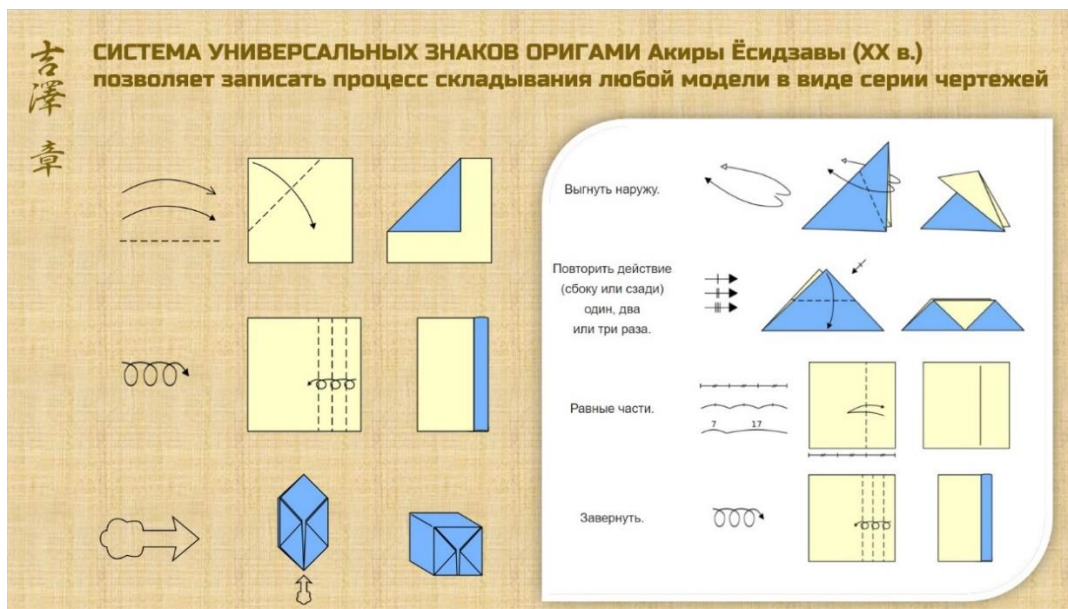 吉澤章
СИСТЕМА УНИВЕРСАЛЬНЫХ ЗНАКОВ ОРИГАМИ Акиры Ёсидзавы (XX в.)
позволяет записать процесс складывания любой модели в виде серии чертежей
Выгнуть наружу.
Повторить действие
(сбоку или сзади)
один, два
или три раза.
Равные части.
7 17
Завернуть.